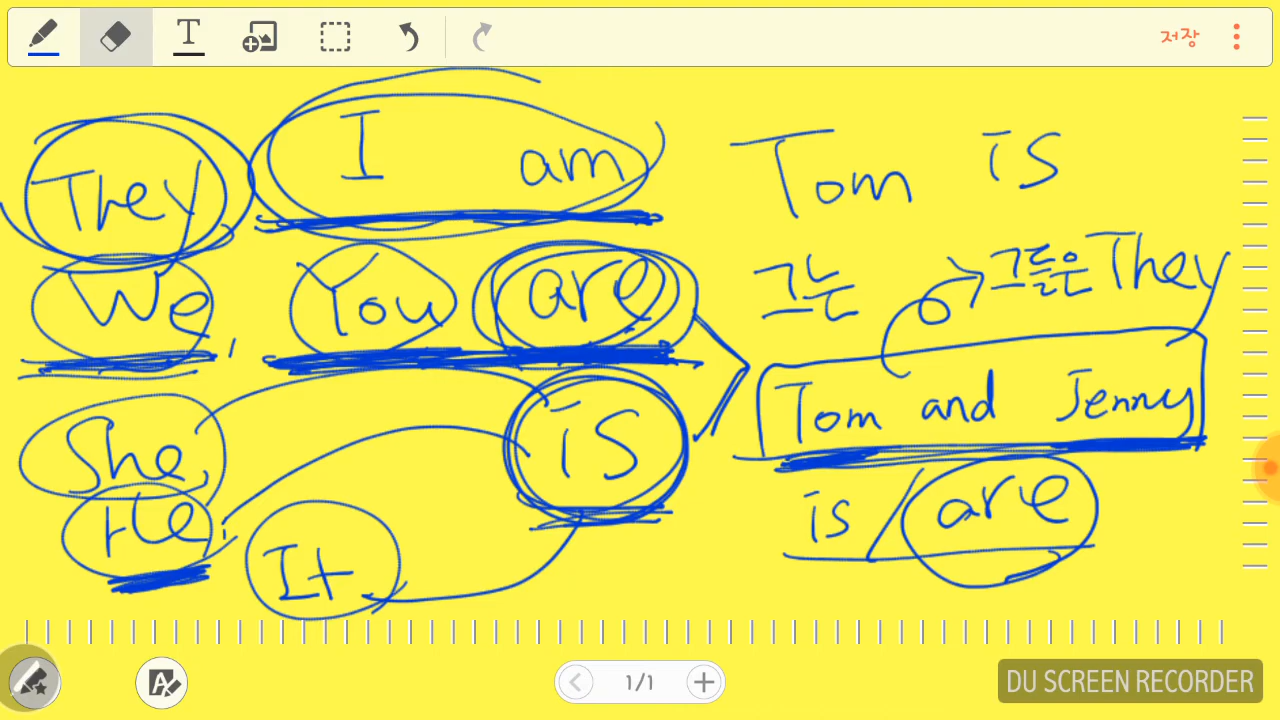 T
저장
They I am
We, You are
She,
is
He
It
Tom is
그는
그들은 They
Tom and Jenny
is / are
A
1/1
DU SCREEN RECORDER